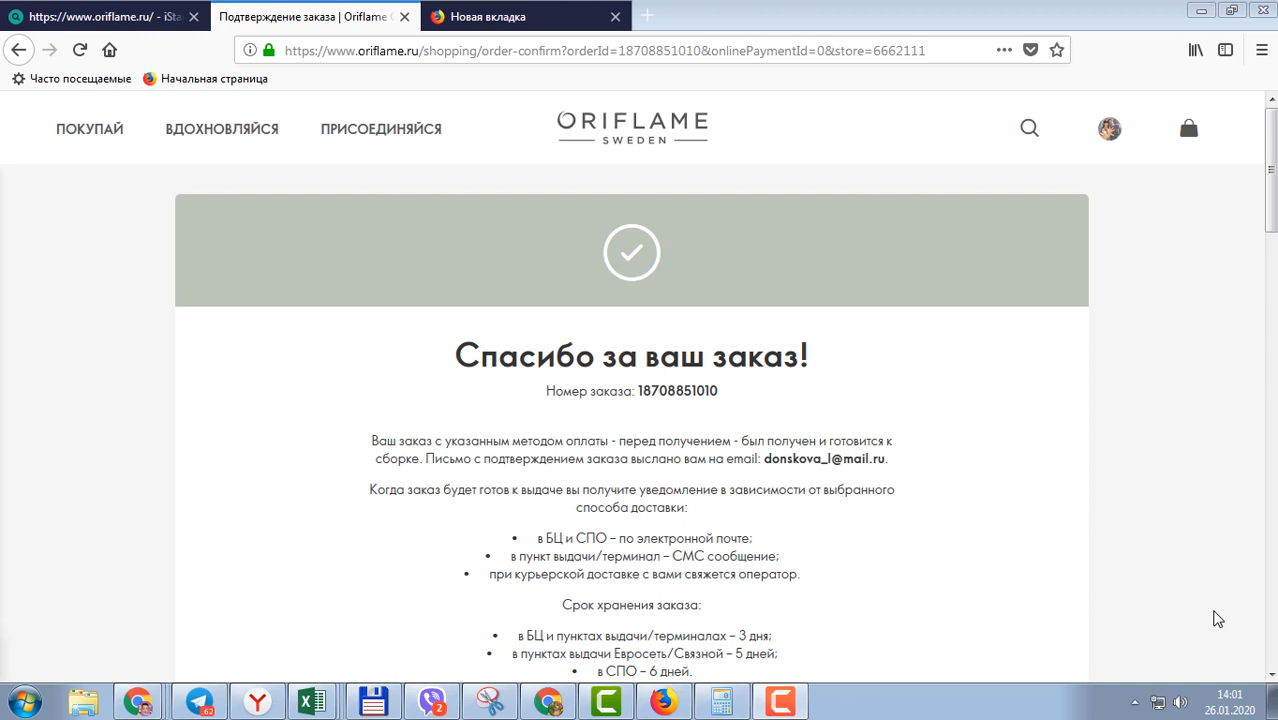 https://www.oriflame.ru/ - iSta
Подтверждение заказа | Oriflame C
Новая вкладка
https://www.oriflame.ru/shopping/order-confirm?orderId=18708851010&onlinePaymentId=0&store=6662111
Часто посещаемые
Начальная страница
ПОКУПАЙ
ВДОХНОВЛЯЙСЯ
ПРИСОЕДИНЯЙСЯ
ORIFLAME
SWEDEN
Спасибо за ваш заказ!
Номер заказа: 18708851010
Ваш заказ с указанным методом оплаты - перед получением - был получен и готовится к
сборке. Письмо с подтверждением заказа выслано вам на email: donskova_l@mail.ru.
Когда заказ будет готов к выдаче вы получите уведомление в зависимости от выбранного
способа доставки:
• в БЦ и СПО – по электронной почте;
• в пункт выдачи/терминал – СМС сообщение;
• при курьерской доставке с вами свяжется оператор.
Срок хранения заказа:
• в БЦ и пунктах выдачи/терминалах – 3 дня;
• в пунктах выдачи Евросеть/Связной – 5 дней;
• в СПО – 6 дней.
62
2
14:01
26.01.2020